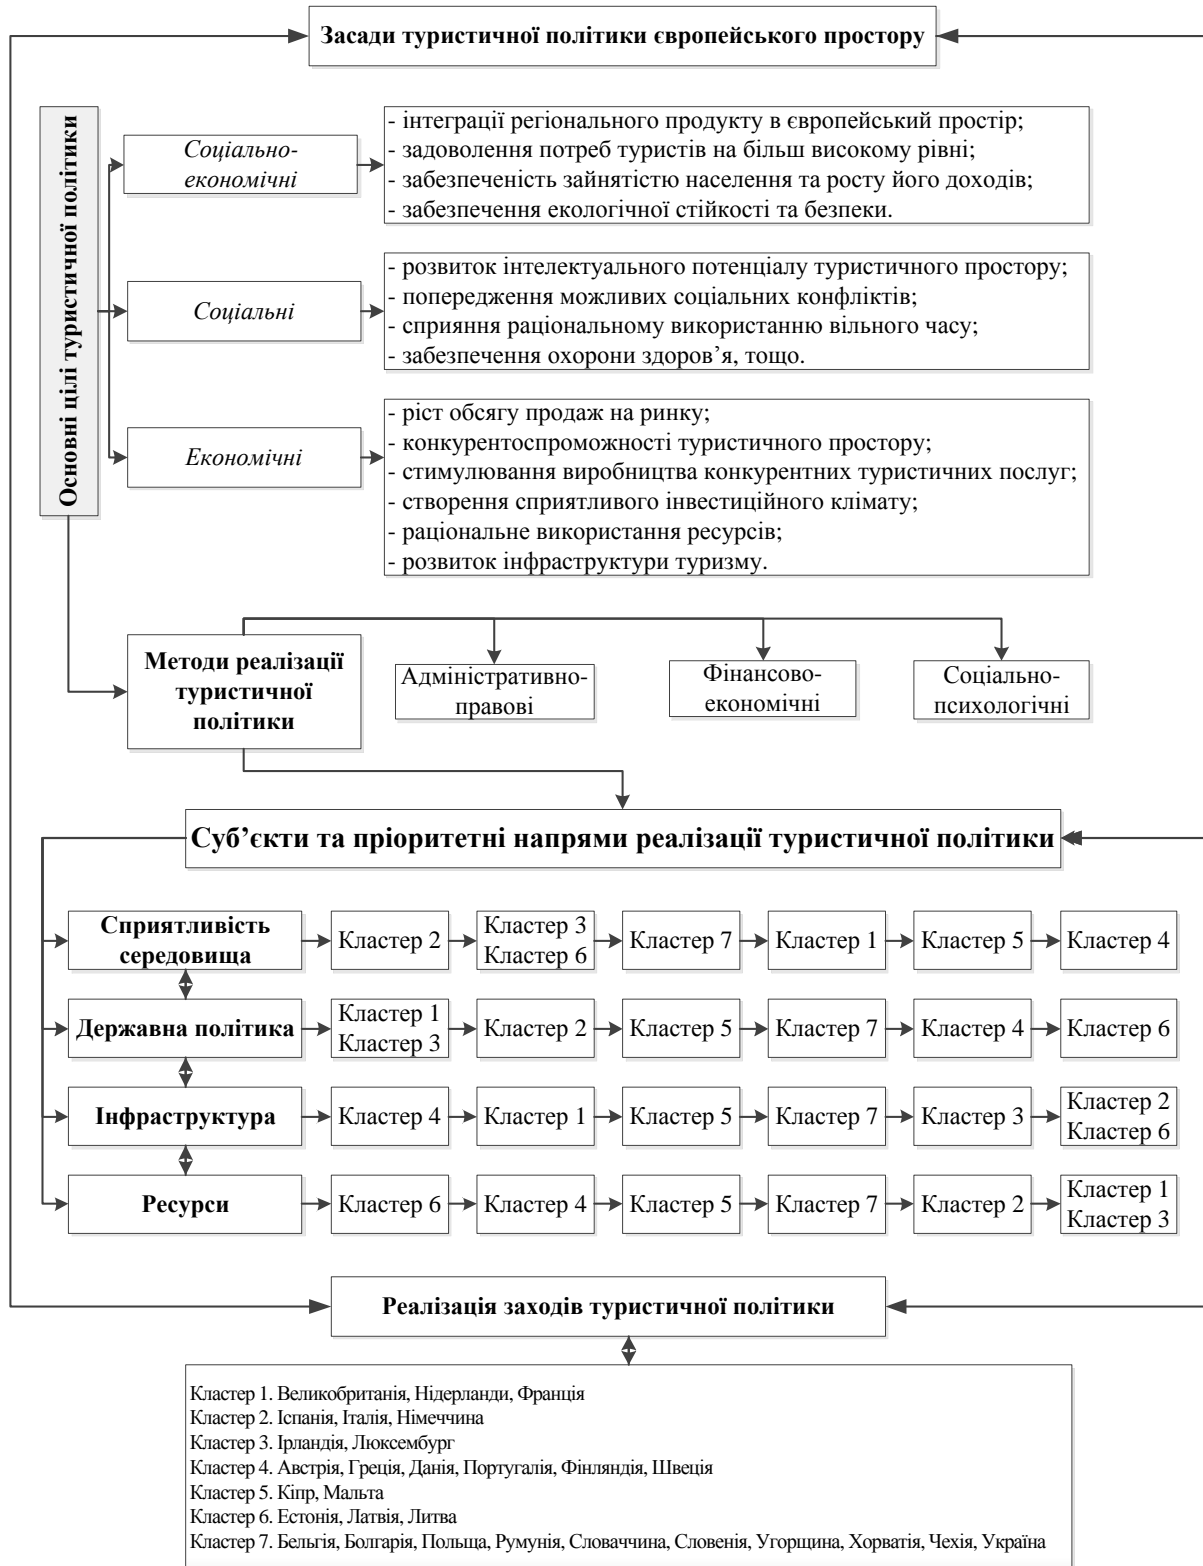 Засади туристичної політики європейського простору
Основні цілі туристичної політики
Соціально-
економічні
- інтеграції регіонального продукту в європейський простір;
- задоволення потреб туристів на більш високому рівні;
- забезпеченість зайнятістю населення та росту його доходів;
- забезпечення екологічної стійкості та безпеки.
Соціальні
- розвиток інтелектуального потенціалу туристичного простору;
- попередження можливих соціальних конфліктів;
- сприяння раціональному використанню вільного часу;
- забезпечення охорони здоров’я, тощо.
Економічні
- ріст обсягу продаж на ринку;
- конкурентоспроможності туристичного простору;
- стимулювання виробництва конкурентних туристичних послуг;
- створення сприятливого інвестиційного клімату;
- раціональне використання ресурсів;
- розвиток інфраструктури туризму.
Методи реалізації
туристичної
політики
Адміністративно-
правові
Фінансово-
економічні
Соціально-
психологічні
Суб’єкти та пріоритетні напрями реалізації туристичної політики
Сприятливість
середовища
Кластер 2
Кластер 3
Кластер 6
Кластер 7
Кластер 1
Кластер 5
Кластер 4
Державна політика
Кластер 1
Кластер 3
Кластер 2
Кластер 5
Кластер 7
Кластер 4
Кластер 6
Інфраструктура
Кластер 4
Кластер 1
Кластер 5
Кластер 7
Кластер 3
Кластер 2
Кластер 6
Ресурси
Кластер 6
Кластер 4
Кластер 5
Кластер 7
Кластер 2
Кластер 1
Кластер 3
Реалізація заходів туристичної політики
Кластер 1. Великобританія, Нідерланди, Франція
Кластер 2. Іспанія, Італія, Німеччина
Кластер 3. Ірландія, Люксембург
Кластер 4. Австрія, Греція, Данія, Португалія, Фінляндія, Швеція
Кластер 5. Кіпр, Мальта
Кластер 6. Естонія, Латвія, Литва
Кластер 7. Бельгія, Болгарія, Польща, Румунія, Словаччина, Словенія, Угорщина, Хорватія, Чехія, Україна